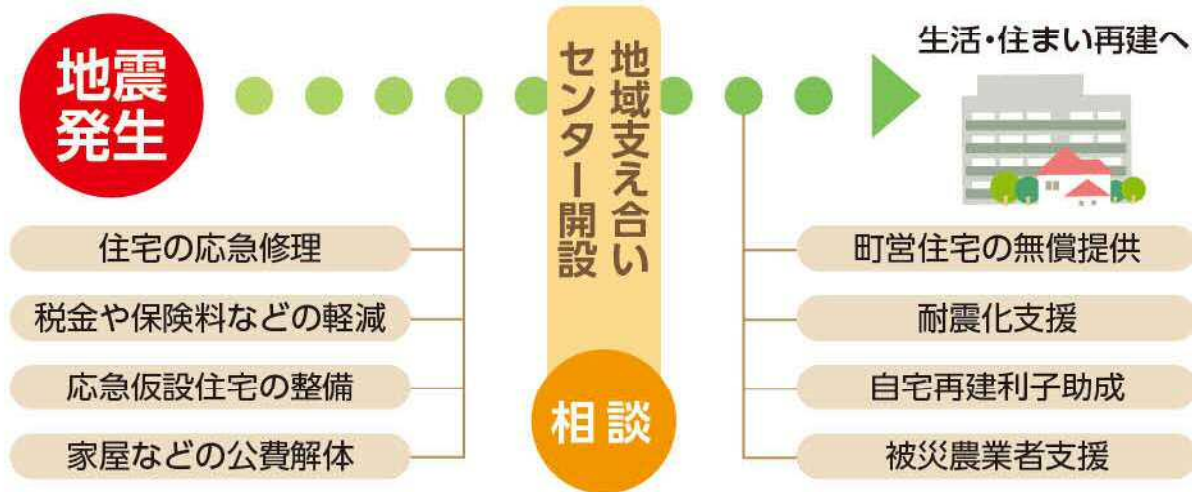 地震
発生
住宅の応急修理
税金や保険料などの軽減
応急仮設住宅の整備
家屋などの公費解体
地域支え合い
センター開設
相談
生活・住まい再建へ
町営住宅の無償提供
耐震化支援
自宅再建利子助成
被災農業者支援